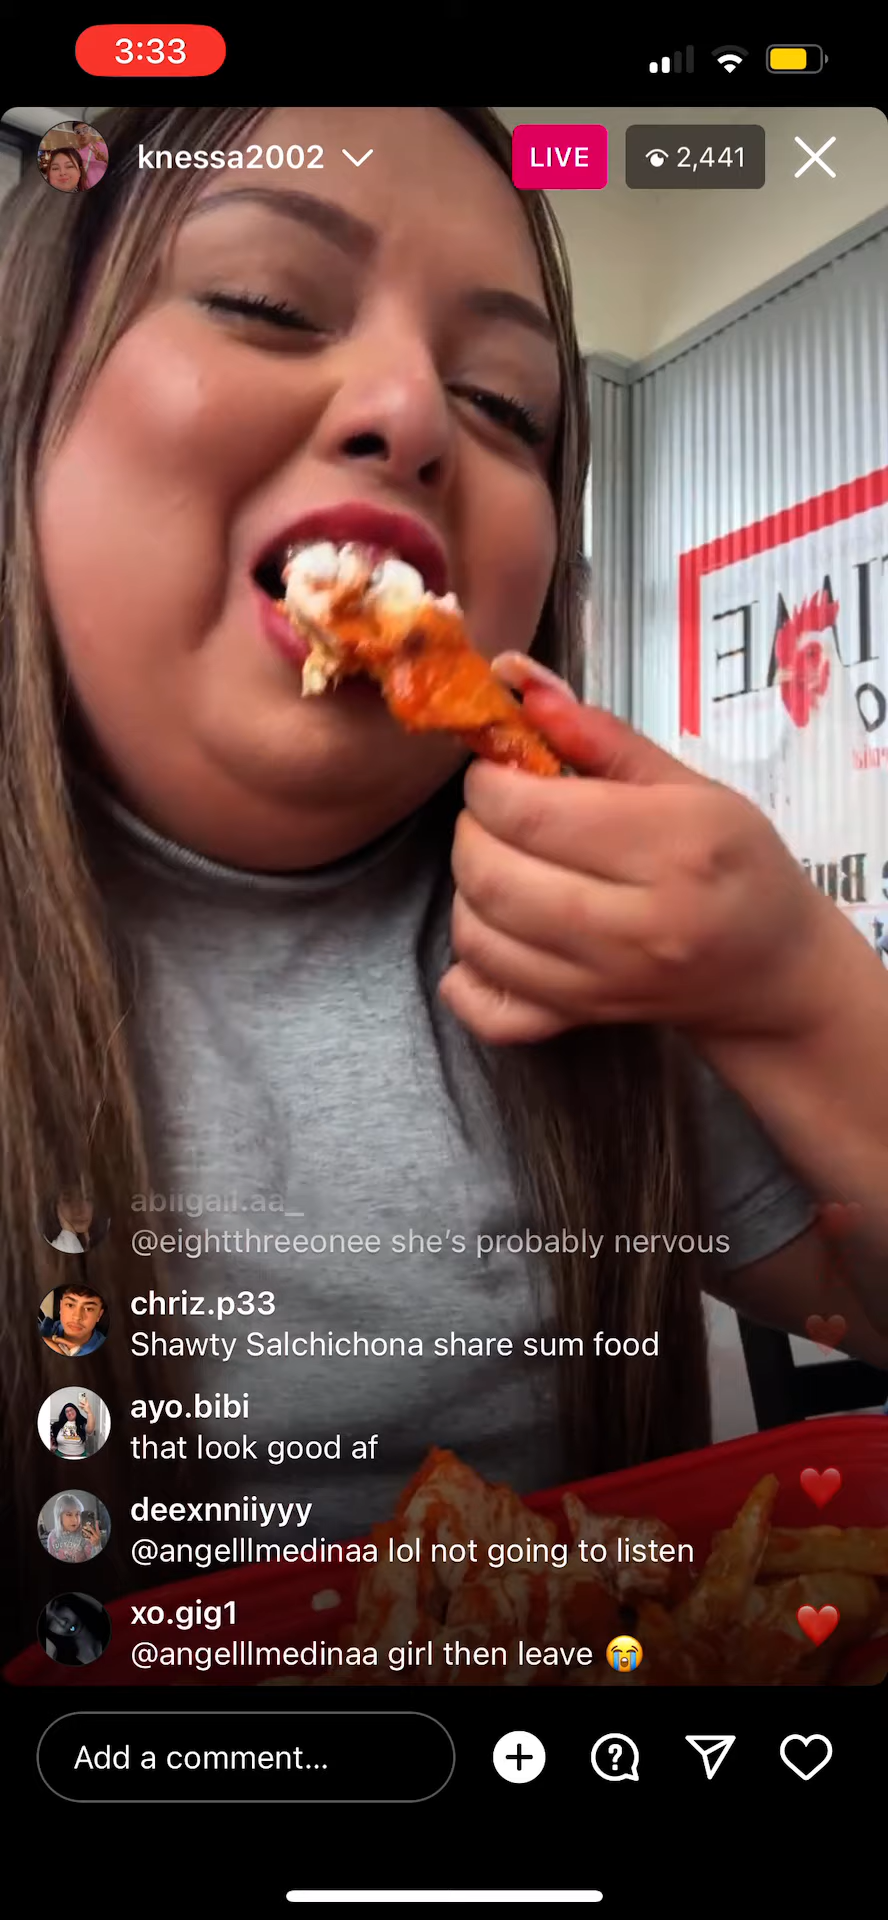 3:33
knessa2002
LIVE
2,441
TIME
abiigail.aa_
@eightthreeonee she’s probably nervous
chriz.p33
Shawty Salchichona share sum food
ayo.bibi
that look good af
deexnniiyyy
@angelllmedinaa lol not going to listen
xo.gig1
@angelllmedinaa girl then leave 😭
Add a comment...